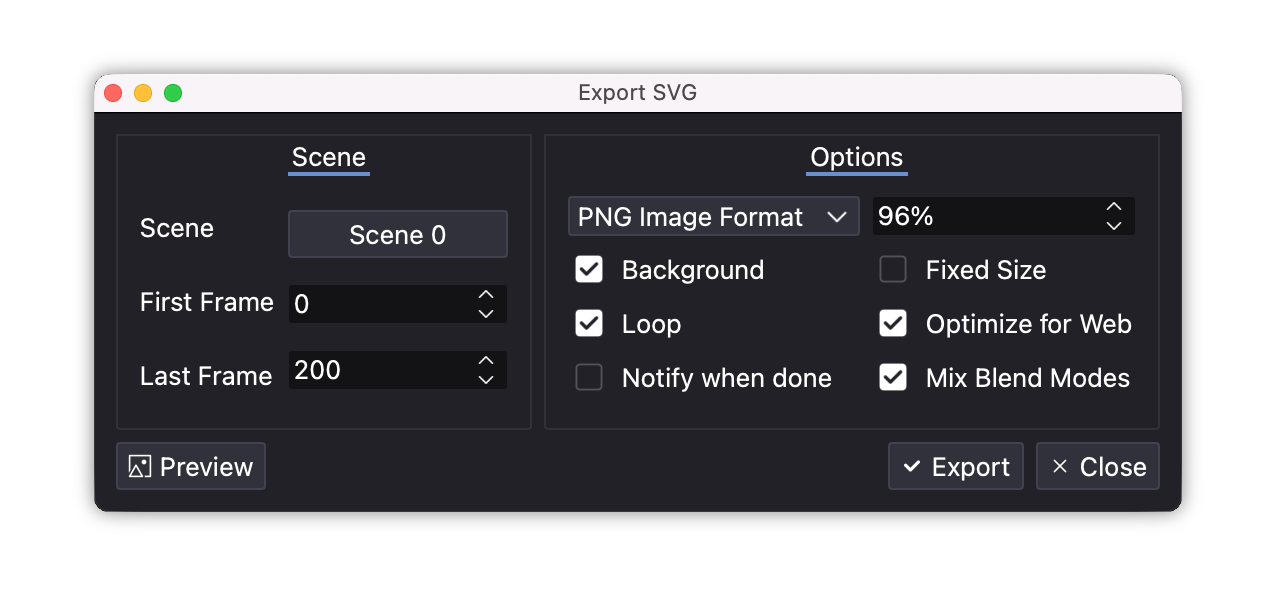 Export SVG
Scene
Scene
Scene 0
First Frame
0
Last Frame
200
Options
PNG Image Format
96%
Background
Fixed Size
Loop
Optimize for Web
Notify when done
Mix Blend Modes
Preview
Export
Close